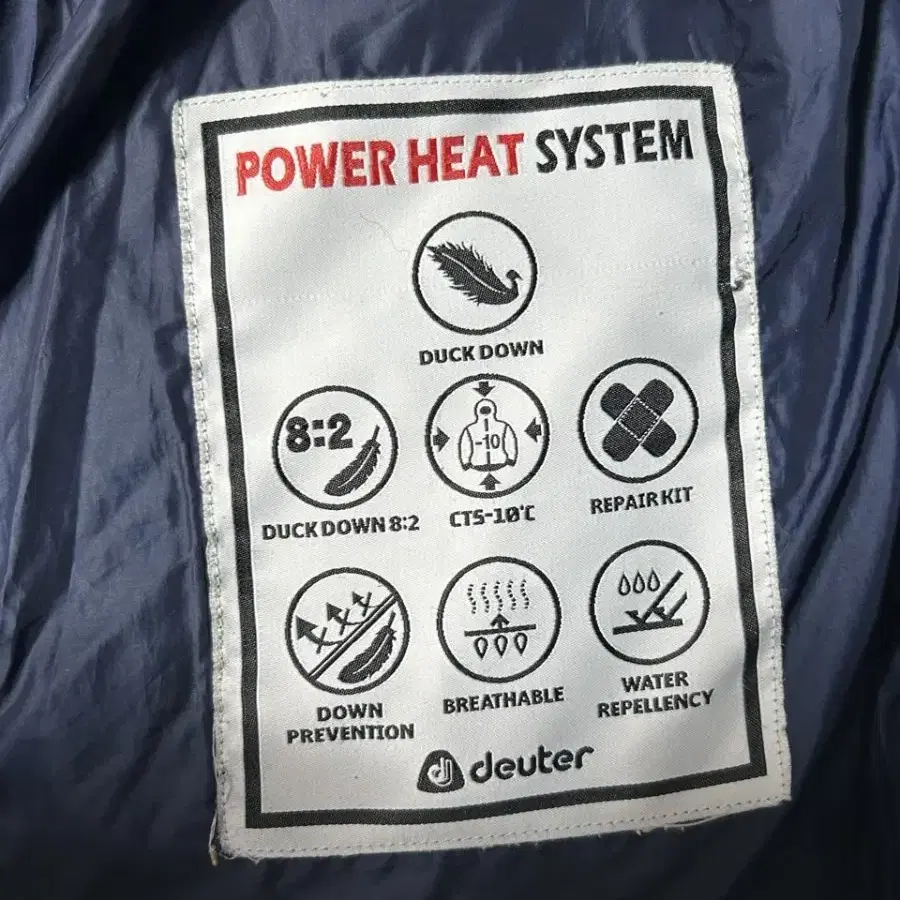 POWER HEAT SYSTEM
DUCK DOWN
8:2
-10
DUCK DOWN 8:2
CTS-10°C
REPAIR KIT
DOWN
PREVENTION
BREATHABLE
WATER
REPELLENCY
deuter